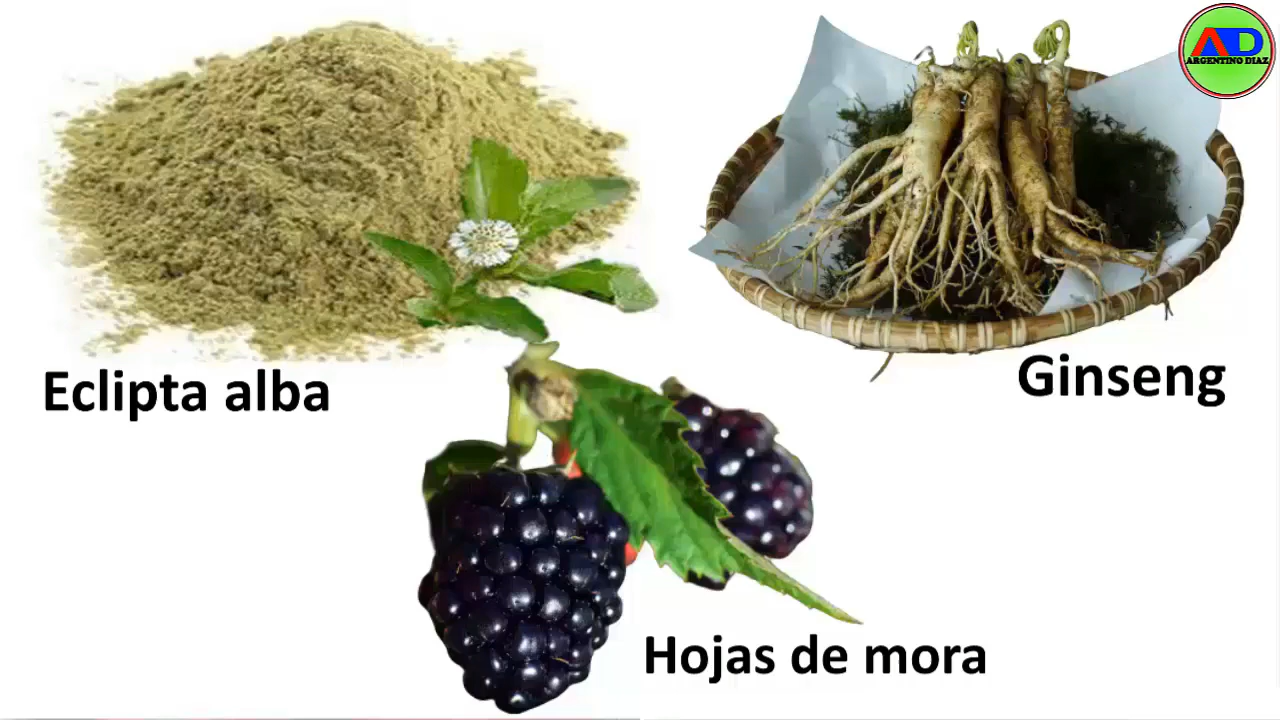 AD
ARGENTINO DIAZ
Eclipta alba
Ginseng
Hojas de mora